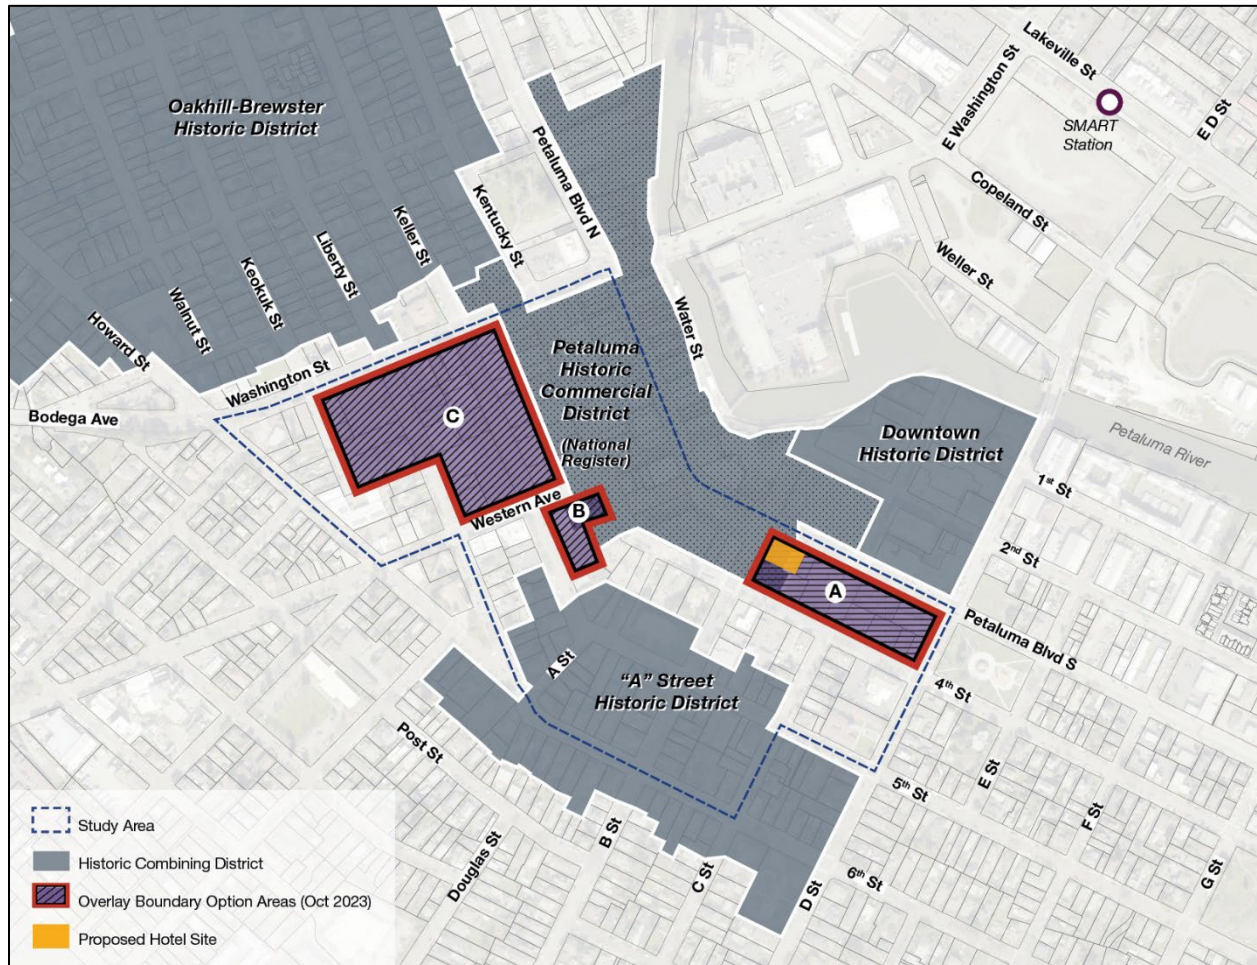 Lakeville St
E Washington St
E D St
SMART
Station
Oakhill-Brewster
Historic District
Petaluma Blvd N
Kentucky St
Copeland St
Keller St
Weller St
Liberty St
Keokuk St
Walnut St
Howard St
Water St
Washington St
Bodega Ave
Petaluma
Historic
Commercial
District
(National
Register)
C
Downtown
Historic District
Petaluma River
1st St
Western Ave
B
2nd St
A
Petaluma Blvd S
A St
"A" Street
Historic District
4th St
Post St
E St
5th St
F St
Douglas St
B St
C St
D St
6th St
G St
Study Area
Historic Combining District
Overlay Boundary Option Areas (Oct 2023)
Proposed Hotel Site